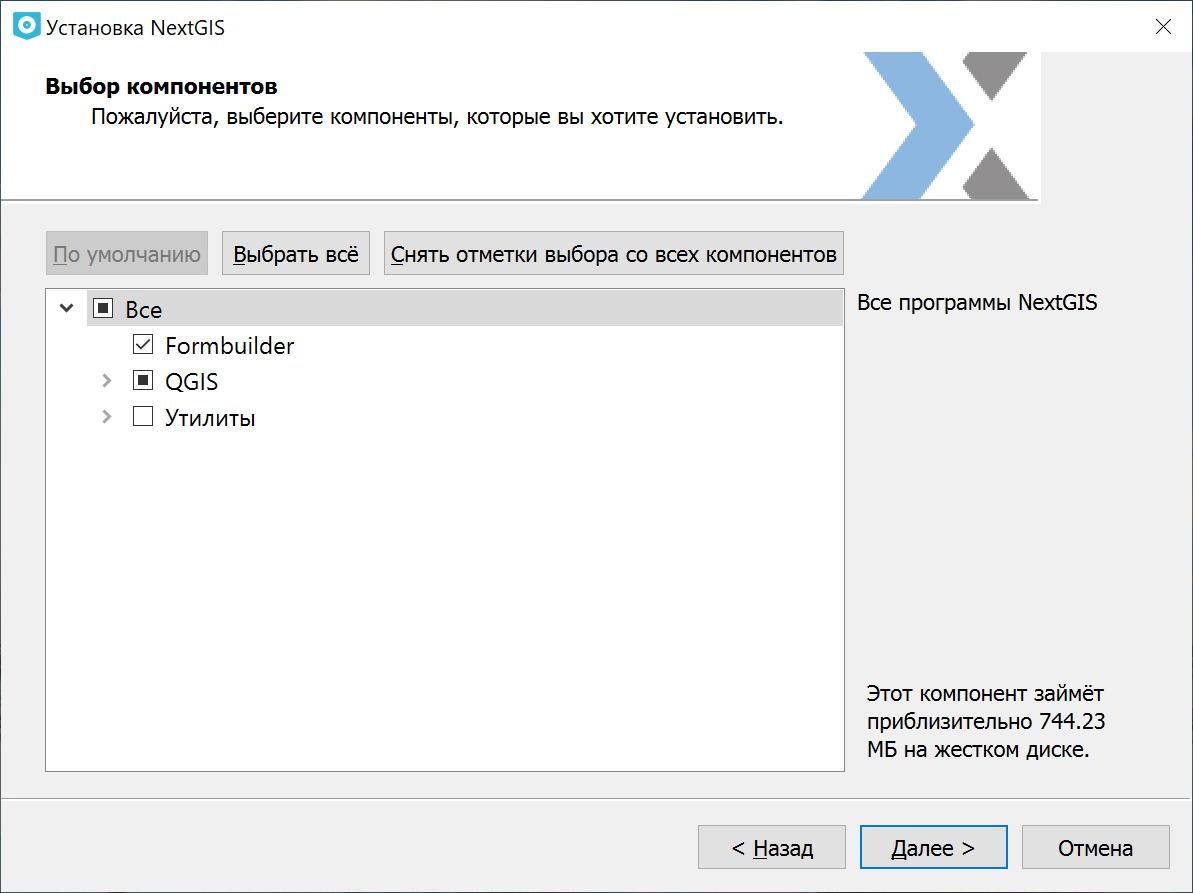 Установка NextGIS
Выбор компонентов
Пожалуйста, выберите компоненты, которые вы хотите установить.
По умолчанию
Выбрать всё
Снять отметки выбора со всех компонентов
Все
Formbuilder
QGIS
Утилиты
Все программы NextGIS
Этот компонент займёт
приблизительно 744.23
МБ на жестком диске.
< Назад
Далее >
Отмена